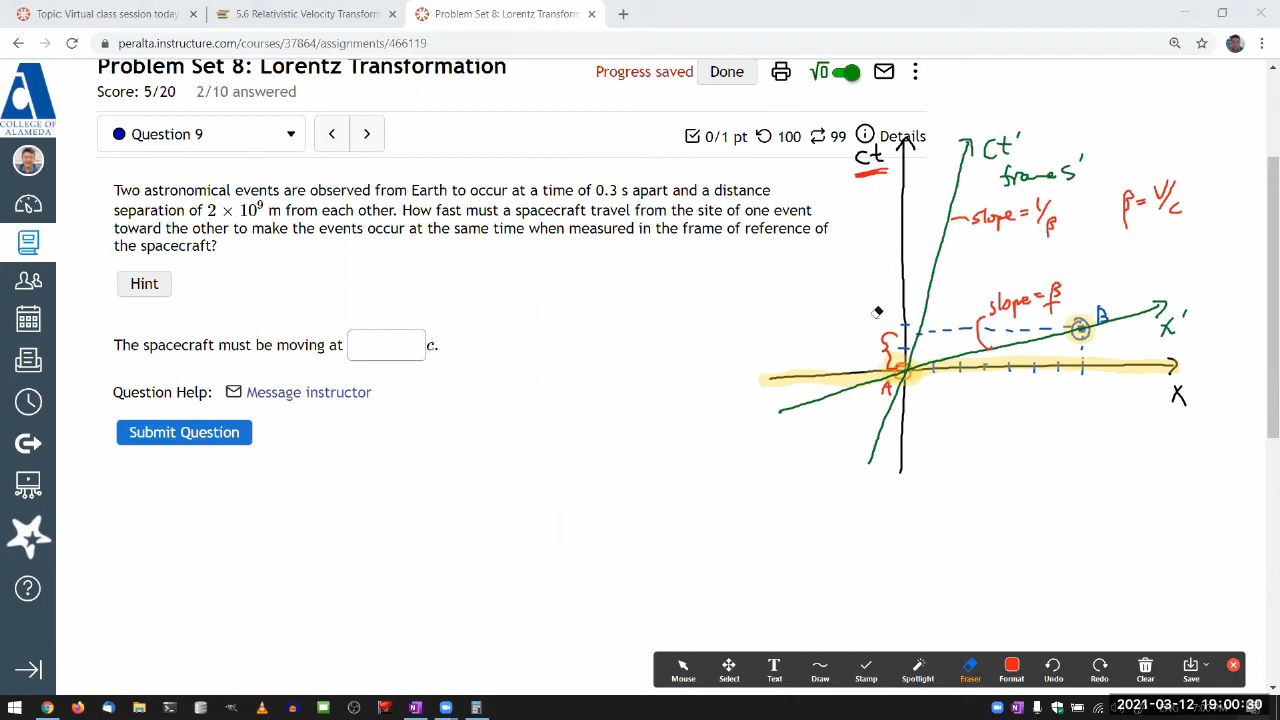 Topic: Virtual class session today
5.6 Relativistic Velocity Transform
Problem Set 8: Lorentz Transform
peralta.instructure.com/courses/37864/assignments/466119
COLLEGE OF
ALAMEDA
Problem Set 8: Lorentz Transformation
Score: 5/20
2/10 answered
Progress saved
Done
√0
Question 9
0/1 pt
100
99
Details
Two astronomical events are observed from Earth to occur at a time of 0.3 s apart and a distance
separation of 2 × 10⁹ m from each other. How fast must a spacecraft travel from the site of one event
toward the other to make the events occur at the same time when measured in the frame of reference of
the spacecraft?
Hint
The spacecraft must be moving at
c.
Question Help:
Message instructor
Submit Question
ct
ct'
frame S'
slope = 1/β
β = v/c
slope = β
B
x'
A
x
Mouse
Select
Text
Draw
Stamp
Spotlight
Eraser
Format
Undo
Redo
Clear
Save
2021-03-12 19:00:30